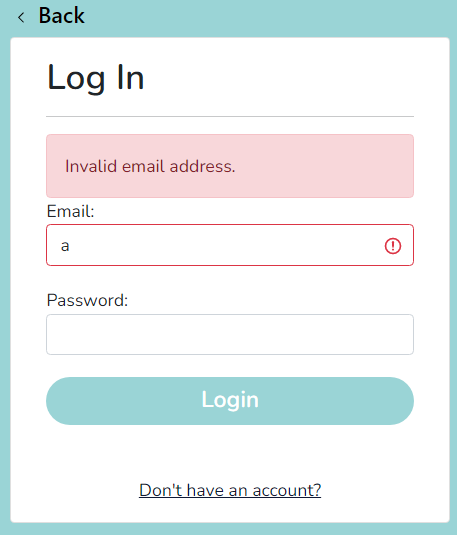 Back
Log In
Invalid email address.
Email:
a
Password:
Login
Don't have an account?